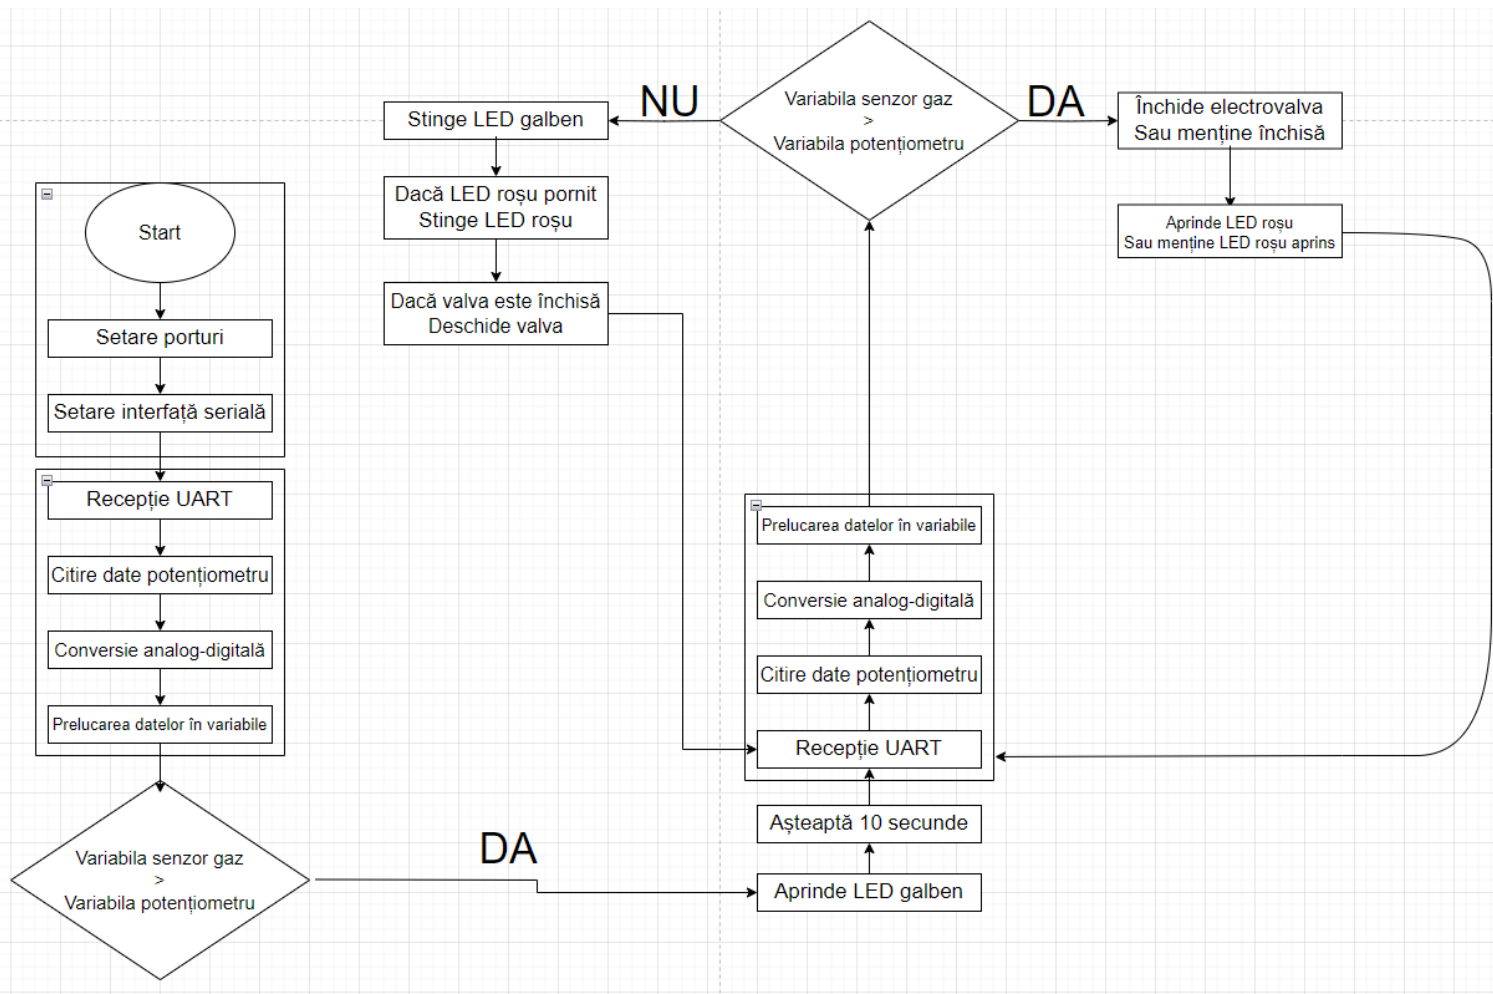 Start
Setare porturi
Setare interfață serială
Recepție UART
Citire date potențiometru
Conversie analog-digitală
Prelucarea datelor în variabile
Variabila senzor gaz
>
Variabila potențiometru
DA
Aprinde LED galben
Așteaptă 10 secunde
Recepție UART
Citire date potențiometru
Conversie analog-digitală
Prelucarea datelor în variabile
Variabila senzor gaz
>
Variabila potențiometru
NU
Stinge LED galben
Dacă LED roșu pornit
Stinge LED roșu
Dacă valva este închisă
Deschide valva
DA
Închide electrovalva
Sau menține închisă
Aprinde LED roșu
Sau menține LED roșu aprins